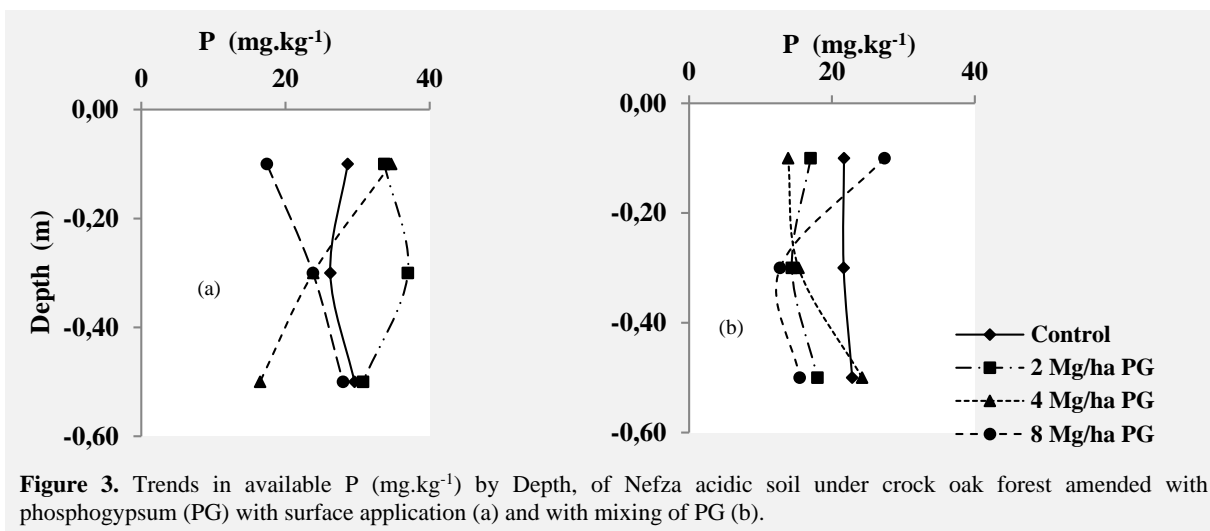 P (mg.kg-1)
0 20 40
0,00
-0,20
-0,40
-0,60
Depth (m)
(a)
P (mg.kg-1)
0 20 40
0,00
-0,20
-0,40
-0,60
(b)
Control
2 Mg/ha PG
4 Mg/ha PG
8 Mg/ha PG
Figure 3. Trends in available P (mg.kg-1) by Depth, of Nefza acidic soil under crock oak forest amended with
phosphogypsum (PG) with surface application (a) and with mixing of PG (b).